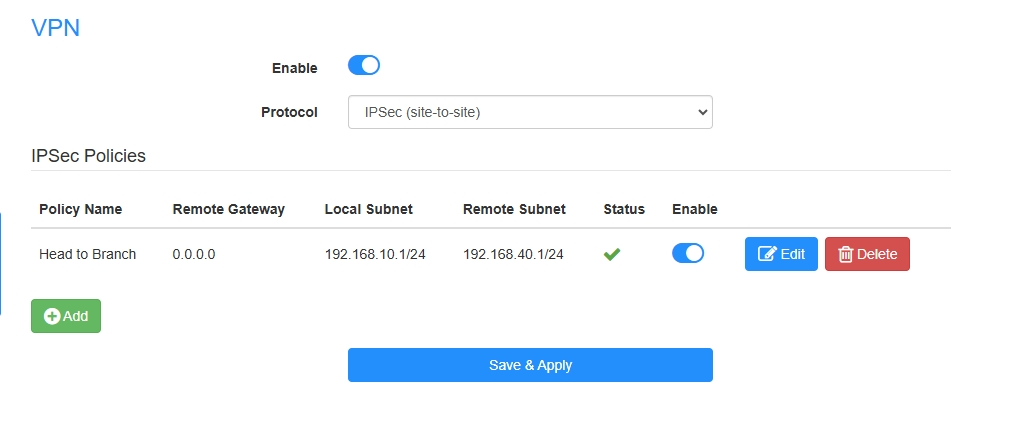 VPN
Enable
Protocol IPSec (site-to-site)
IPSec Policies
Policy Name Remote Gateway Local Subnet Remote Subnet Status Enable
Head to Branch 0.0.0.0 192.168.10.1/24 192.168.40.1/24 Edit Delete
Add
Save & Apply